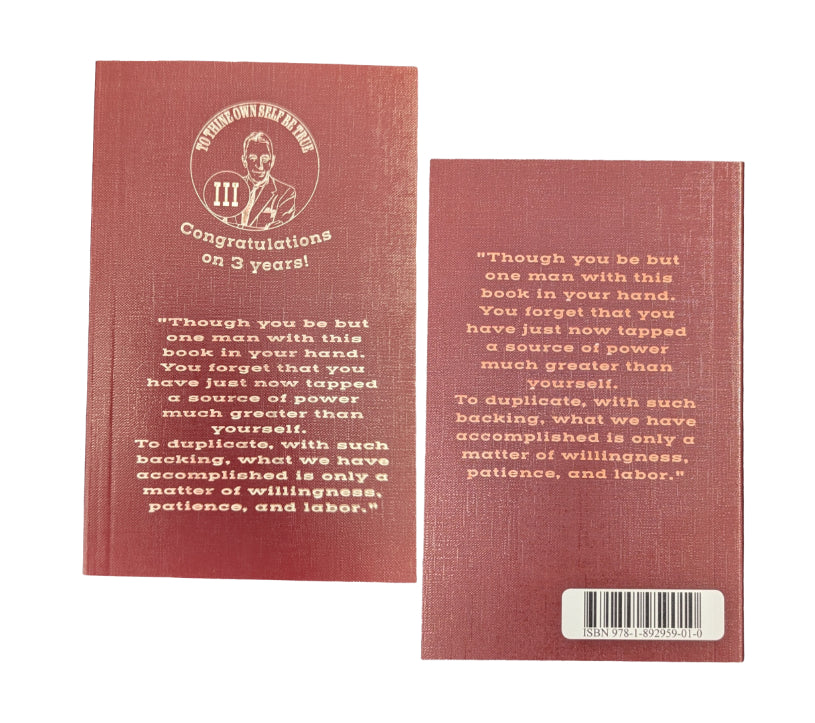 TO THINE OWN SELF BE TRUE
III
Congratulations
on 3 years!
"Though you be but
one man with this
book in your hand.
You forget that you
have just now tapped
a source of power
much greater than
yourself.
To duplicate, with such
backing, what we have
accomplished is only a
matter of willingness,
patience, and labor."
"Though you be but
one man with this
book in your hand.
You forget that you
have just now tapped
a source of power
much greater than
yourself.
To duplicate, with such
backing, what we have
accomplished is only a
matter of willingness,
patience, and labor."
ISBN 978-1-892959-01-0